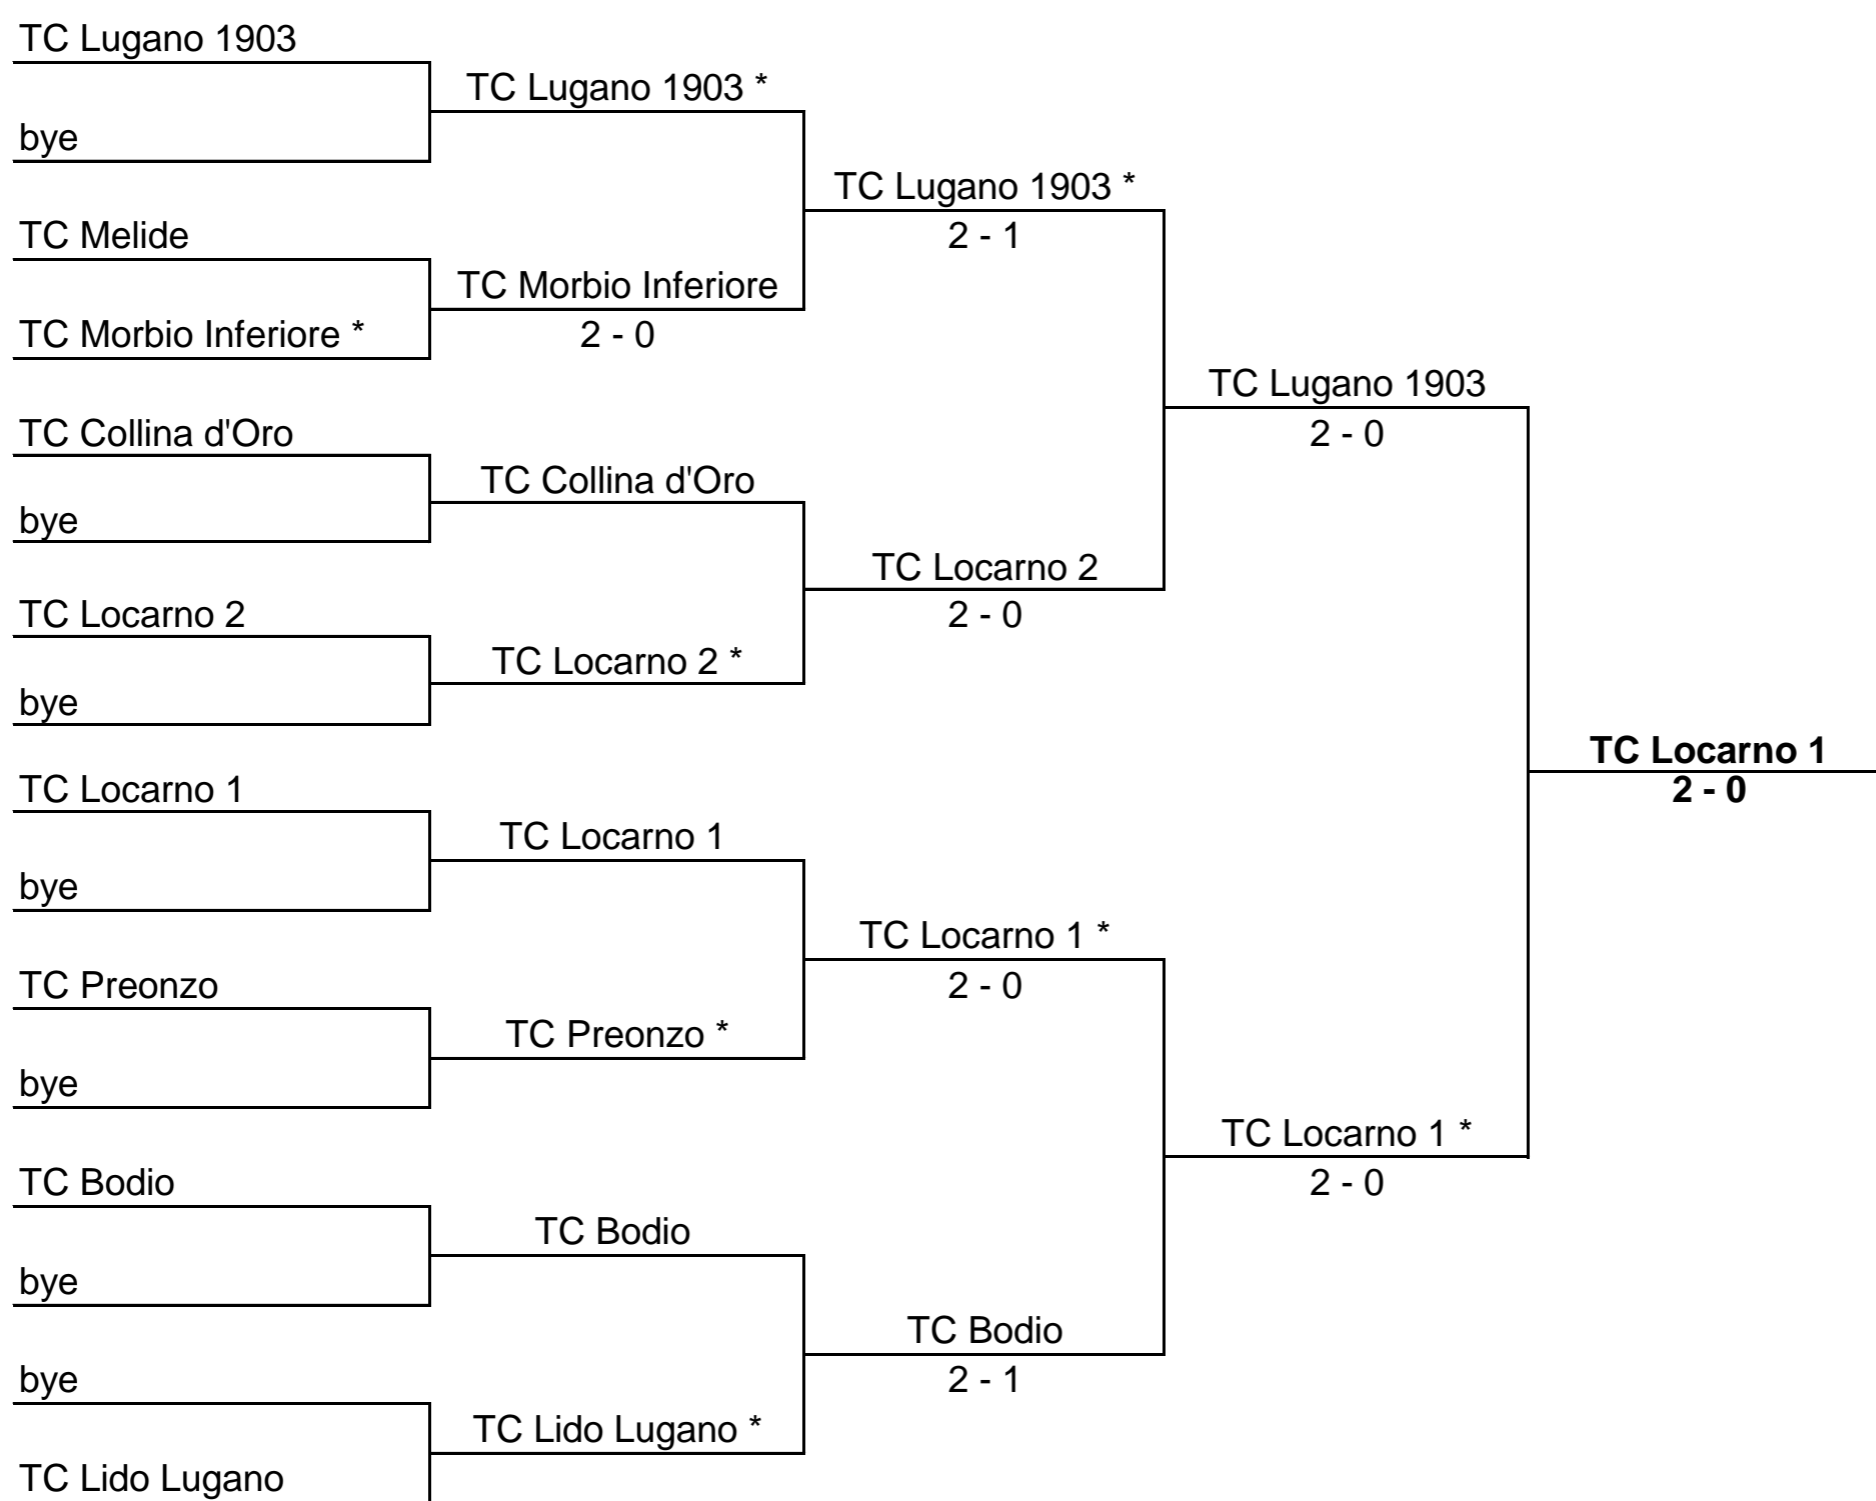 TC Lugano 1903
TC Lugano 1903 *
bye
TC Lugano 1903 *
TC Melide
2 - 1
TC Morbio Inferiore
TC Morbio Inferiore *
2 - 0
TC Lugano 1903
TC Collina d'Oro
2 - 0
TC Collina d'Oro
bye
TC Locarno 2
TC Locarno 2
2 - 0
TC Locarno 2 *
bye
TC Locarno 1
2 - 0
TC Locarno 1
TC Locarno 1
bye
TC Locarno 1 *
TC Preonzo
2 - 0
TC Preonzo *
bye
TC Locarno 1 *
TC Bodio
2 - 0
TC Bodio
bye
TC Bodio
bye
2 - 1
TC Lido Lugano *
TC Lido Lugano